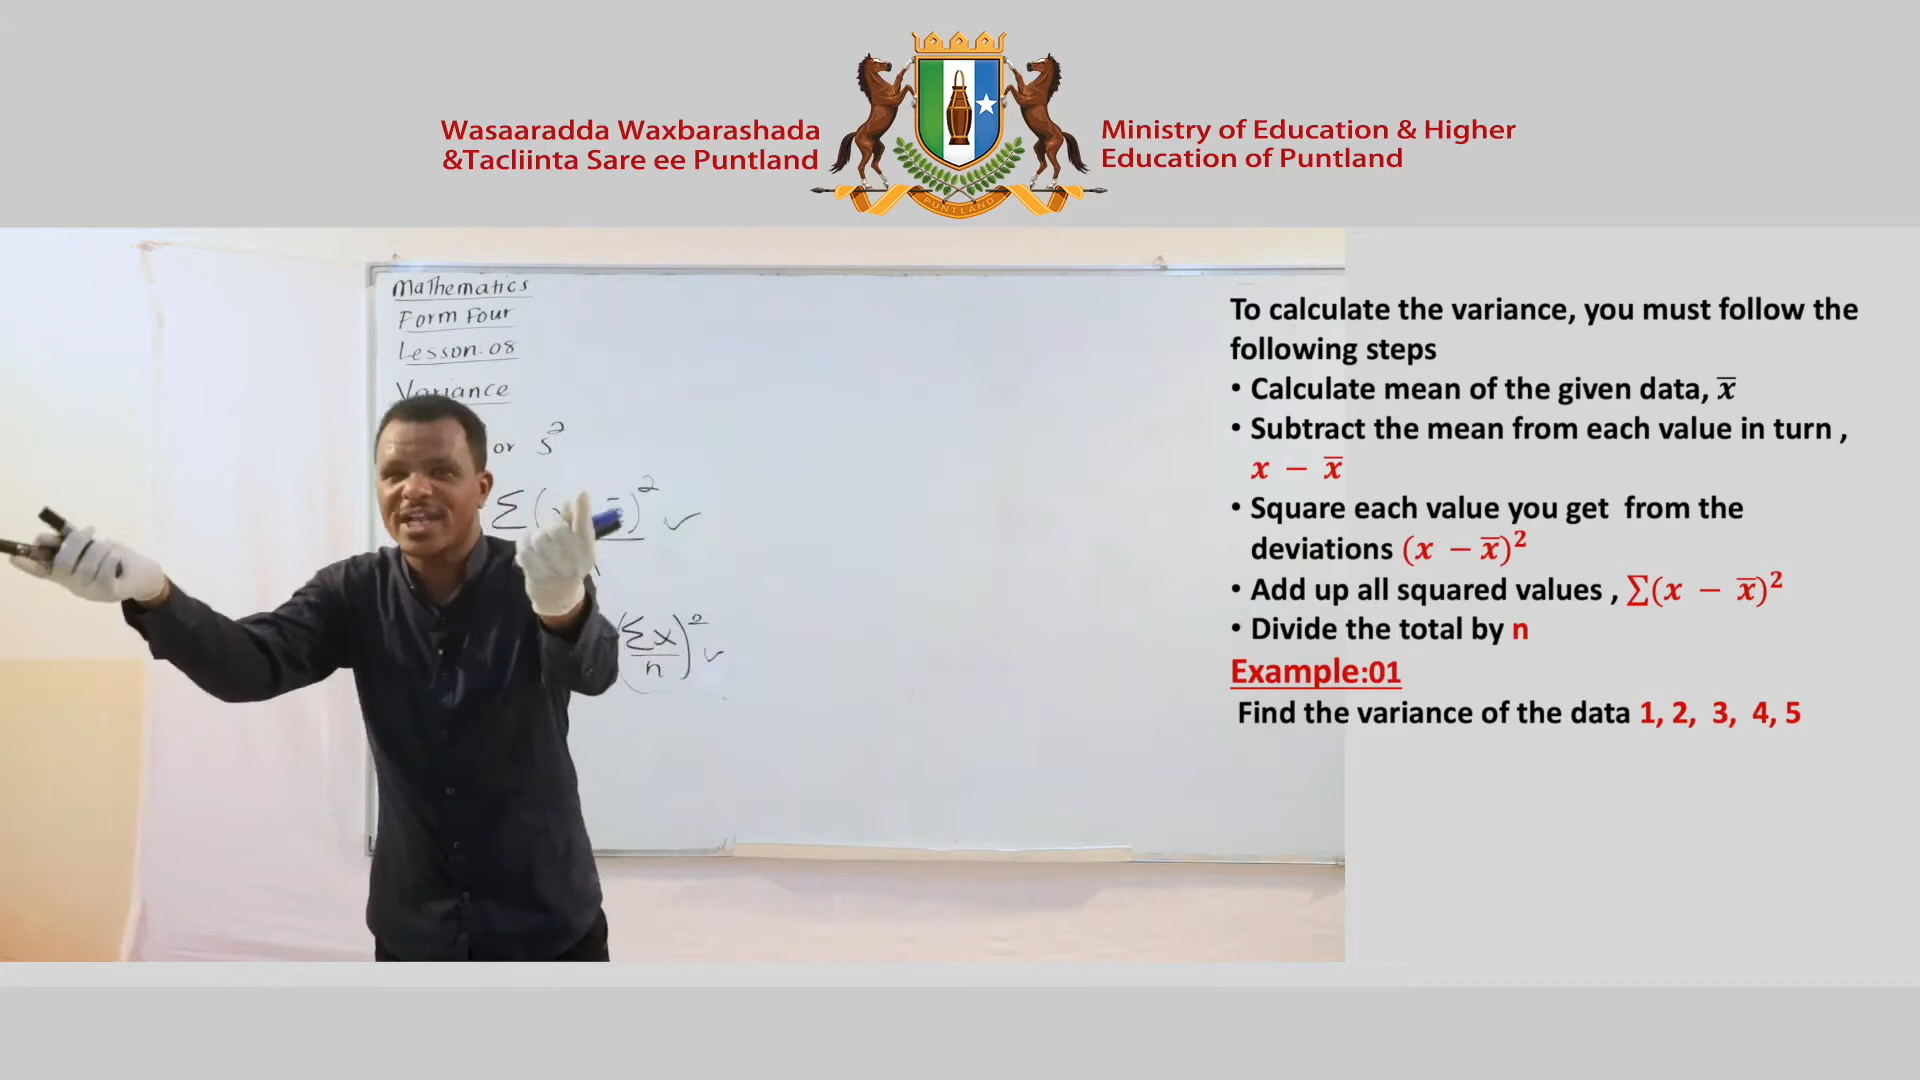 Wasaaradda Waxbarashada
&Tacliinta Sare ee Puntland
Ministry of Education & Higher
Education of Puntland
PUNTLAND
Mathematics
Form Four
Lesson. 08
Variance
or S²
Σ( )²
(Σx/n)²
To calculate the variance, you must follow the
following steps
• Calculate mean of the given data, x̅
• Subtract the mean from each value in turn ,
x − x̅
• Square each value you get from the
deviations (x − x̅)²
• Add up all squared values , ∑(x − x̅)²
• Divide the total by n
Example:01
Find the variance of the data 1, 2, 3, 4, 5